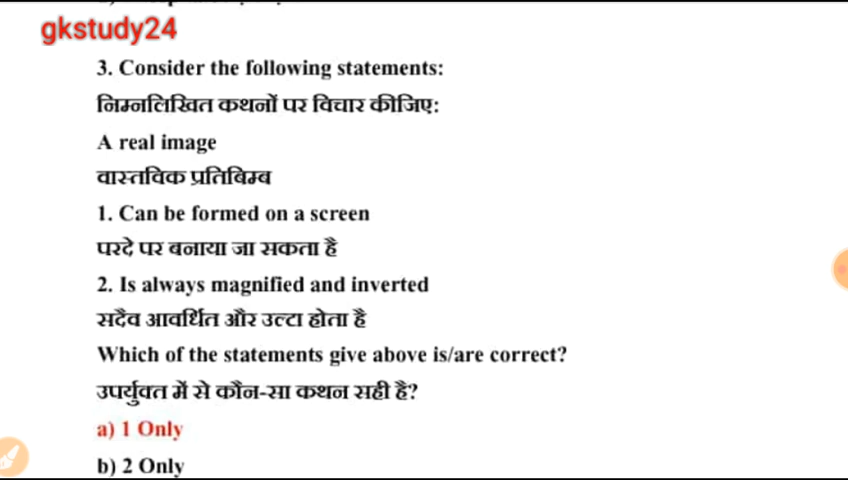 gkstudy24
3. Consider the following statements:
निम्नलिखित कथनों पर विचार कीजिए:
A real image
वास्तविक प्रतिबिम्ब
1. Can be formed on a screen
परदे पर बनाया जा सकता है
2. Is always magnified and inverted
सदैव आवर्धित और उल्टा होता है
Which of the statements give above is/are correct?
उपर्युक्त में से कौन-सा कथन सही है?
a) 1 Only
b) 2 Only